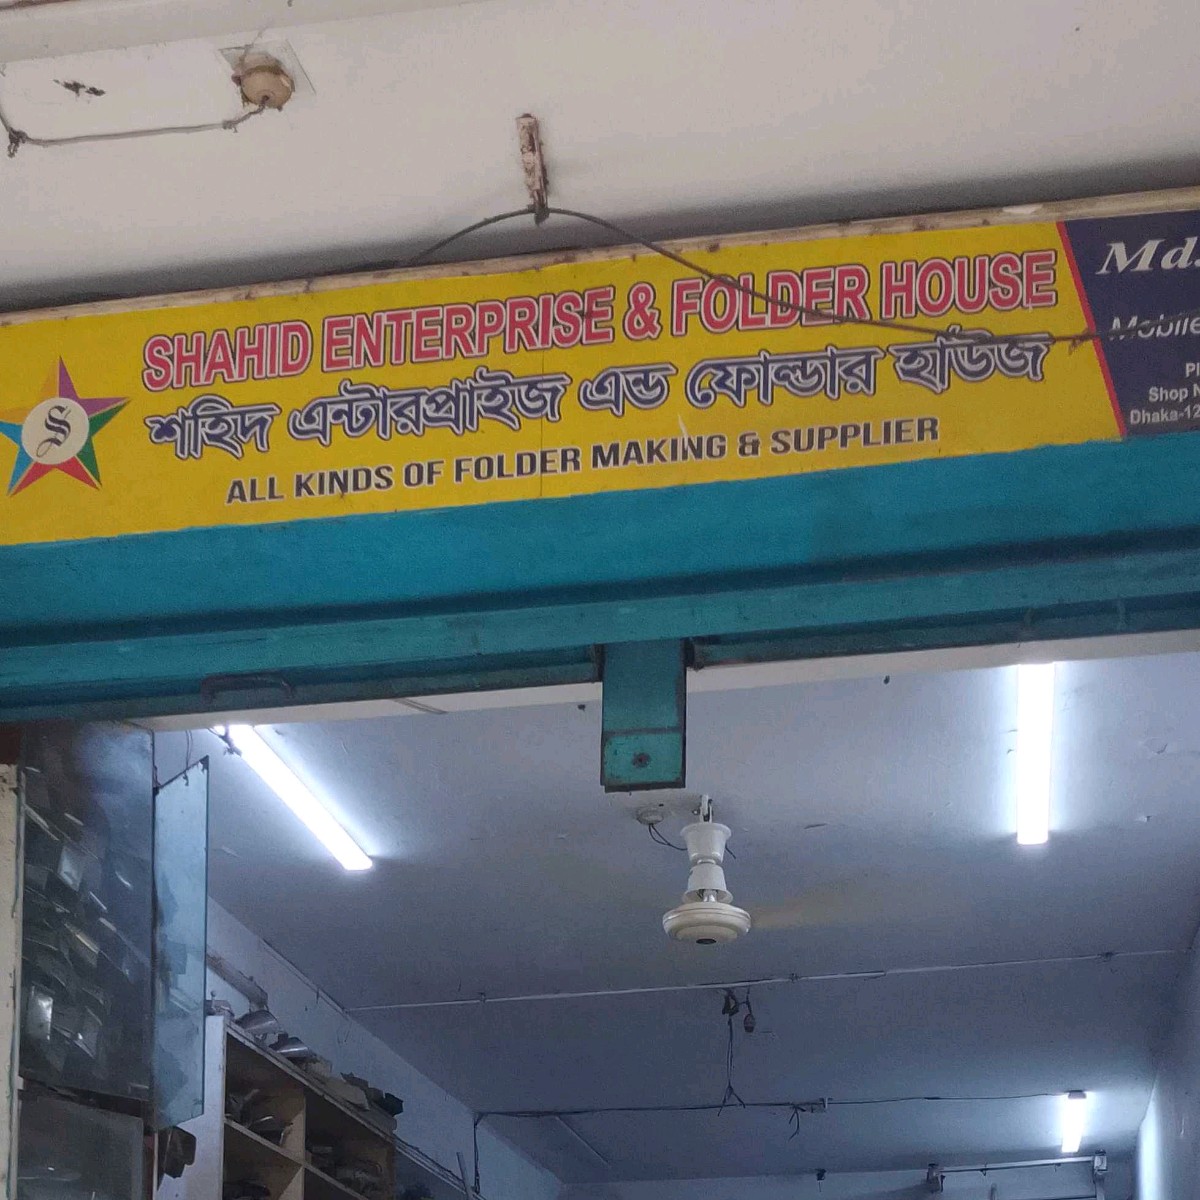 SHAHID ENTERPRISE & FOLDER HOUSE
শহিদ এন্টারপ্রাইজ এন্ড ফোল্ডার হাউজ
ALL KINDS OF FOLDER MAKING & SUPPLIER
S
Md.
Mobile
Shop
Dhaka-12